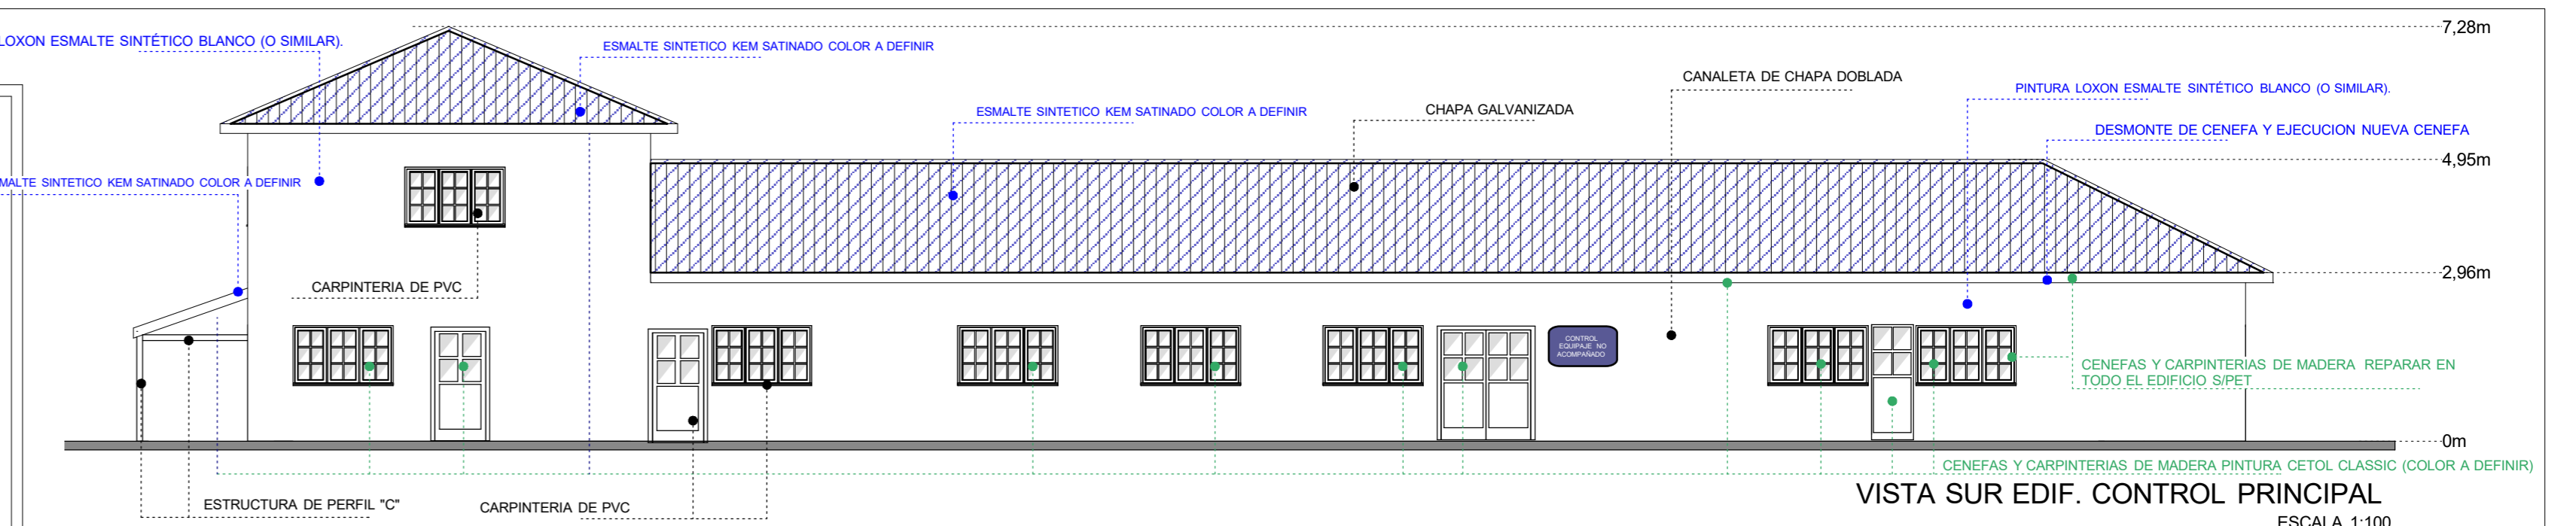 LOXON ESMALTE SINTÉTICO BLANCO (O SIMILAR).
ESMALTE SINTETICO KEM SATINADO COLOR A DEFINIR
7,28m
CANALETA DE CHAPA DOBLADA
PINTURA LOXON ESMALTE SINTÉTICO BLANCO (O SIMILAR).
ESMALTE SINTETICO KEM SATINADO COLOR A DEFINIR
CHAPA GALVANIZADA
DESMONTE DE CENEFA Y EJECUCION NUEVA CENEFA
4,95m
MALTE SINTETICO KEM SATINADO COLOR A DEFINIR
2,96m
CARPINTERIA DE PVC
CONTROL
EQUIPAJE NO
ACOMPAÑADO
CENEFAS Y CARPINTERIAS DE MADERA REPARAR EN
TODO EL EDIFICIO S/PET
0m
CENEFAS Y CARPINTERIAS DE MADERA PINTURA CETOL CLASSIC (COLOR A DEFINIR)
ESTRUCTURA DE PERFIL "C"
CARPINTERIA DE PVC
VISTA SUR EDIF. CONTROL PRINCIPAL
ESCALA 1:100